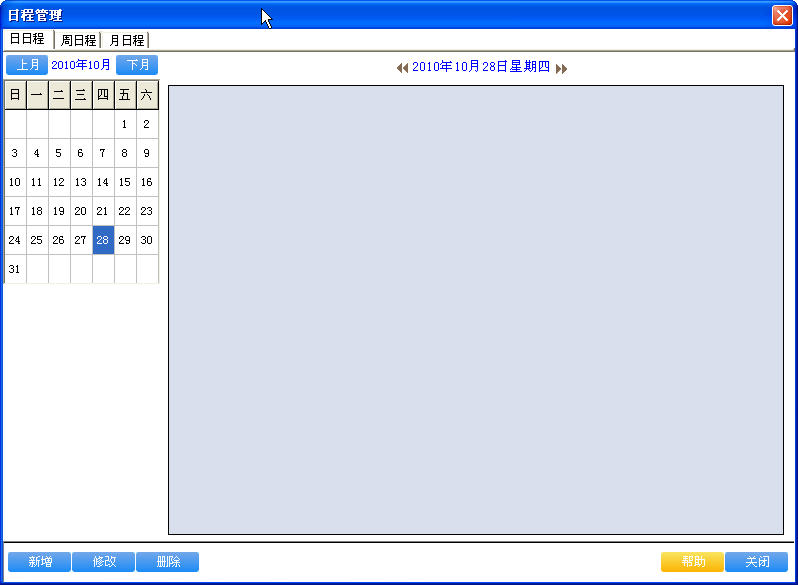 日程管理
日日程 周日程 月日程
上月 2010年10月 下月
2010年10月28日星期四
日 一 二 三 四 五 六
1 2
3 4 5 6 7 8 9
10 11 12 13 14 15 16
17 18 19 20 21 22 23
24 25 26 27 28 29 30
31
新增 修改 删除 帮助 关闭